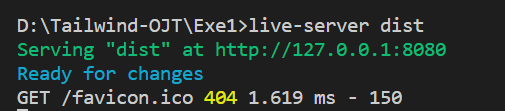 D:\Tailwind-OJT\Exe1>live-server dist
Serving "dist" at http://127.0.0.1:8080
Ready for changes
GET /favicon.ico 404 1.619 ms - 150